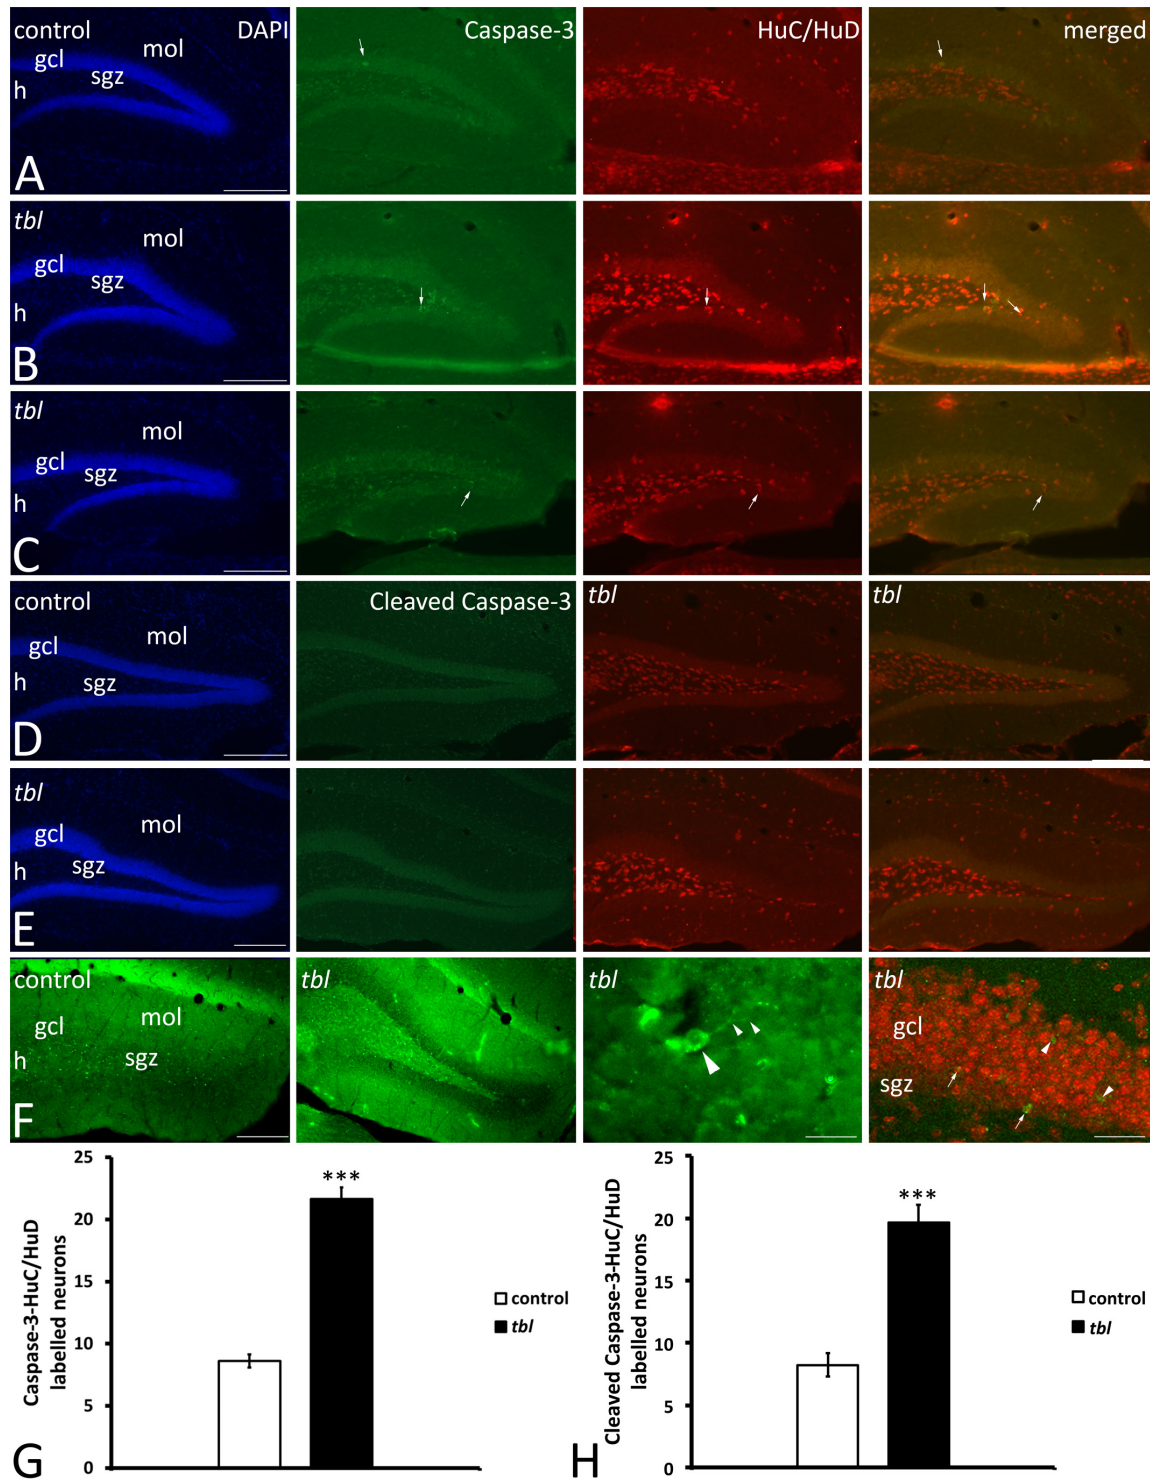 control DAPI Caspase-3 HuC/HuD merged
mol
gcl
sgz
h
A
tbl
mol
gcl
sgz
h
B
tbl
mol
gcl
sgz
h
C
control Cleaved Caspase-3 tbl tbl
mol
gcl
sgz
h
D
tbl
mol
gcl
sgz
h
E
control tbl tbl tbl
mol
gcl gcl
h sgz sgz
F
25
20
15
10
5
0
Caspase-3-HuC/HuD
labelled neurons
***
control
tbl
G
25
20
15
10
5
0
Cleaved Caspase-3-HuC/HuD
labelled neurons
***
control
tbl
H